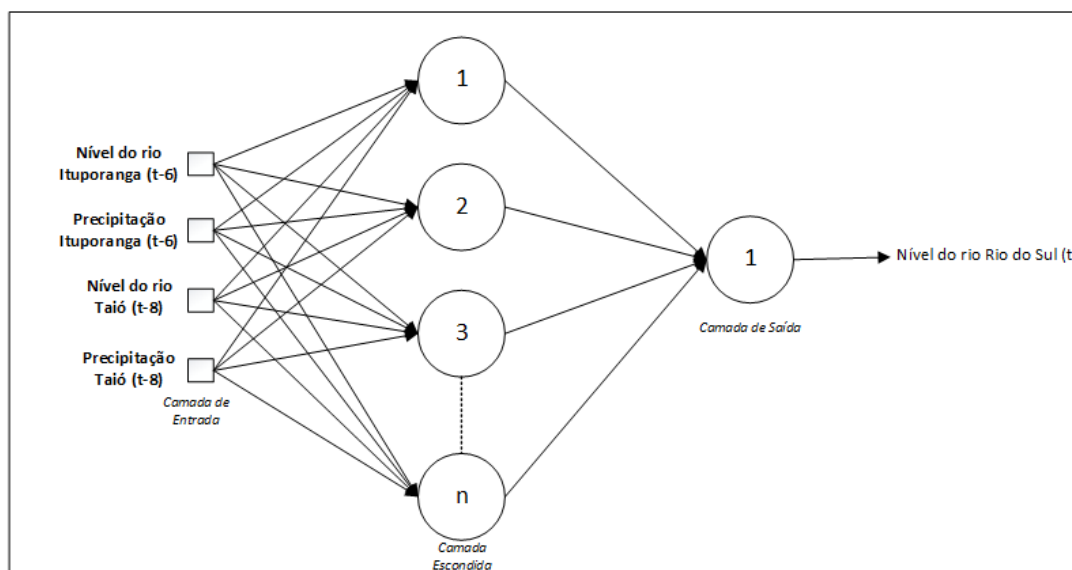 1
Nível do rio
Ituporanga (t-6)
2
Precipitação
Ituporanga (t-6)
Nível do rio
Taió (t-8)
3
Precipitação
Taió (t-8)
Camada de
Entrada
n
Camada
Escondida
1
Camada de Saída
Nível do rio Rio do Sul (t